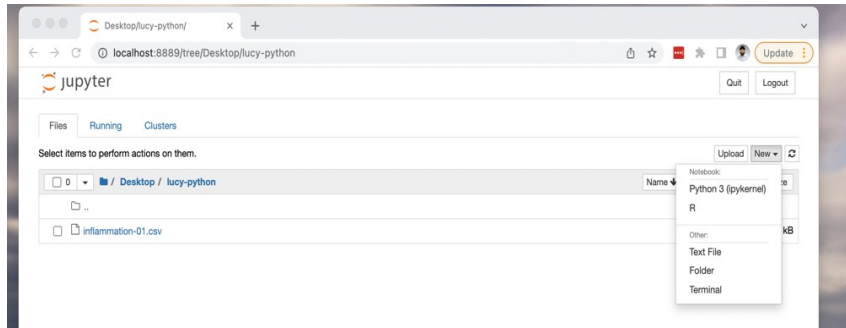 Desktop/lucy-python/
localhost:8889/tree/Desktop/lucy-python
Update
jupyter
Quit Logout
Files Running Clusters
Select items to perform actions on them.
Upload New
0 / Desktop / lucy-python Name
Notebook:
Python 3 (ipykernel)
R
..
inflammation-01.csv kB
Other:
Text File
Folder
Terminal